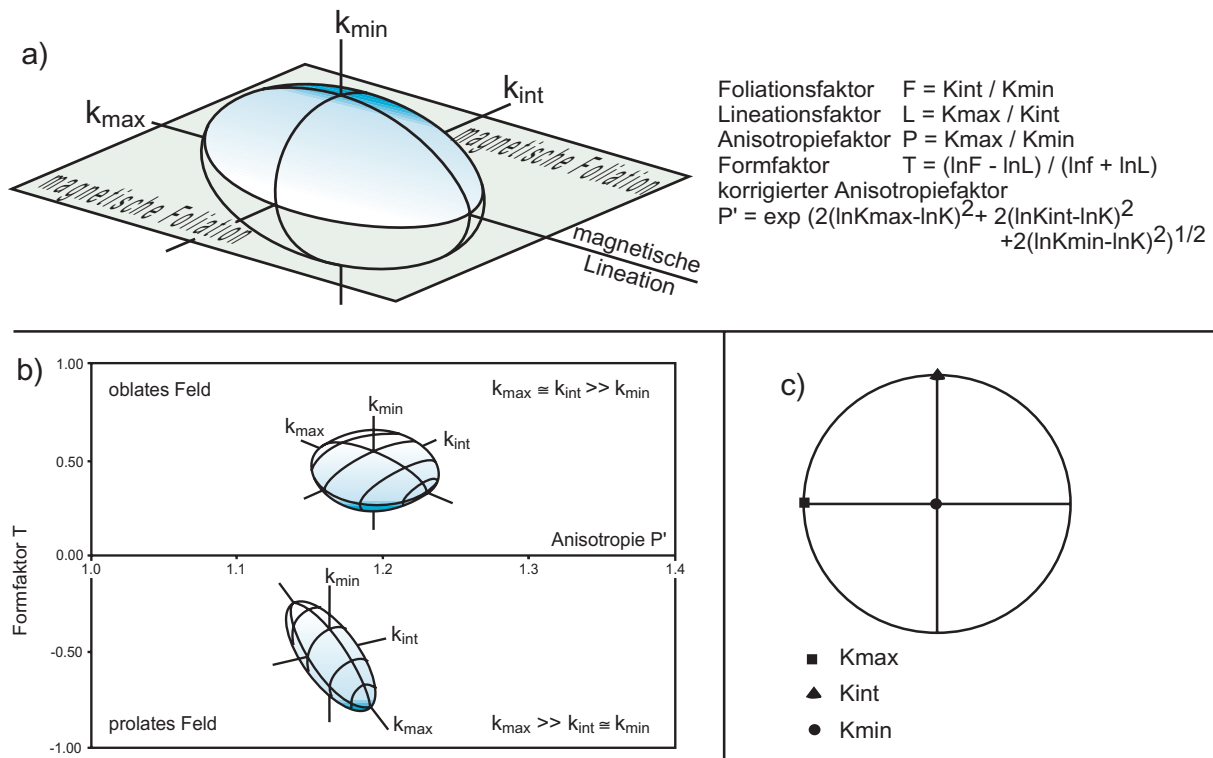 a)
kmin
kint
kmax
magnetische Foliation
magnetische Foliation
magnetische
Lineation
Foliationsfaktor F = Kint / Kmin
Lineationsfaktor L = Kmax / Kint
Anisotropiefaktor P = Kmax / Kmin
Formfaktor T = (lnF - lnL) / (lnf + lnL)
korrigierter Anisotropiefaktor
P' = exp (2(lnKmax-lnK)2+ 2(lnKint-lnK)2
+2(lnKmin-lnK)2)1/2
b)
1.00
oblates Feld
kmax ≅ kint >> kmin
kmin
kmax
kint
0.50
Anisotropie P'
0.00
1.0
1.1
1.2
1.3
1.4
Formfaktor T
kmin
kint
-0.50
kmax
prolates Feld
kmax >> kint ≅ kmin
-1.00
c)
Kmax
Kint
Kmin